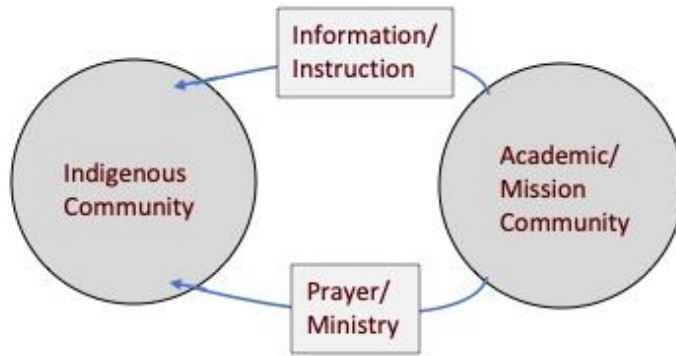 Information/
Instruction
Indigenous
Community
Academic/
Mission
Community
Prayer/
Ministry